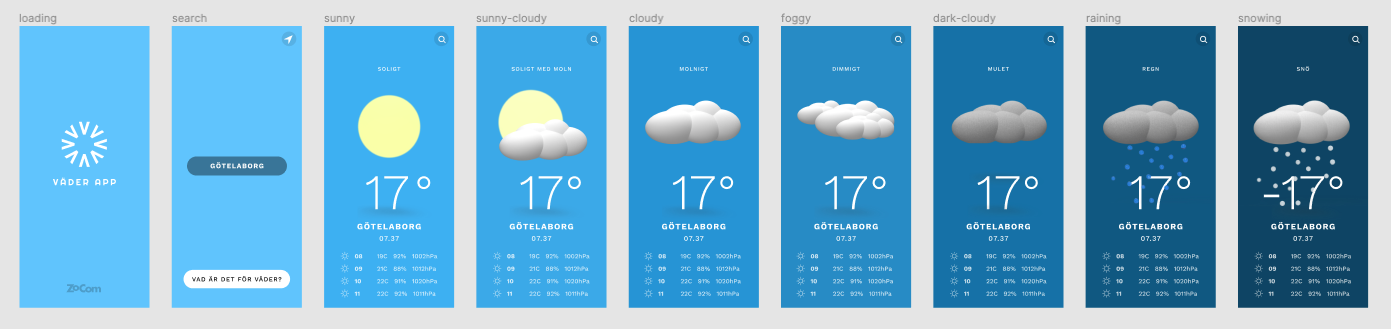 loading
VÄDER APP
ZoCom
search
GÖTELABORG
VAD ÄR DET FÖR VÄDER?
sunny
SOLIGT
17°
GÖTELABORG
07.37
08 19C 92% 1002hPa
09 21C 88% 1012hPa
10 22C 91% 1020hPa
11 22C 92% 1011hPa
sunny-cloudy
SOLIGT MED MOLN
17°
GÖTELABORG
07.37
08 19C 92% 1002hPa
09 21C 88% 1012hPa
10 22C 91% 1020hPa
11 22C 92% 1011hPa
cloudy
MOLNIGT
17°
GÖTELABORG
07.37
08 19C 92% 1002hPa
09 21C 88% 1012hPa
10 22C 91% 1020hPa
11 22C 92% 1011hPa
foggy
DIMMIGT
17°
GÖTELABORG
07.37
08 19C 92% 1002hPa
09 21C 88% 1012hPa
10 22C 91% 1020hPa
11 22C 92% 1011hPa
dark-cloudy
MULET
17°
GÖTELABORG
07.37
08 19C 92% 1002hPa
09 21C 88% 1012hPa
10 22C 91% 1020hPa
11 22C 92% 1011hPa
raining
REGN
17°
GÖTELABORG
07.37
08 19C 92% 1002hPa
09 21C 88% 1012hPa
10 22C 91% 1020hPa
11 22C 92% 1011hPa
snowing
SNÖ
-17°
GÖTELABORG
07.37
08 19C 92% 1002hPa
09 21C 88% 1012hPa
10 22C 91% 1020hPa
11 22C 92% 1011hPa